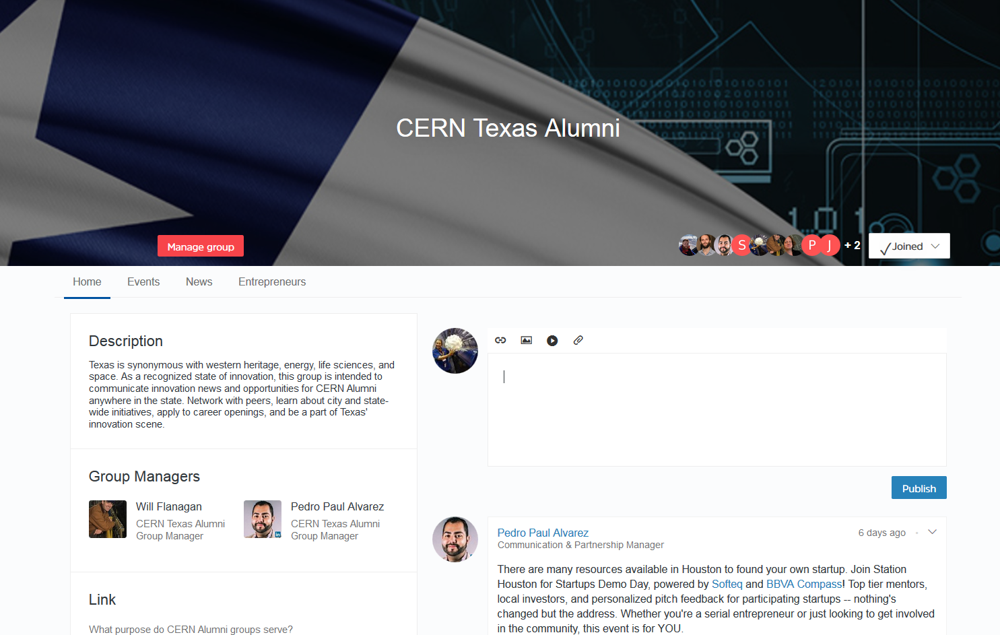 CERN Texas Alumni
101
Manage group
S
P
J
+ 2
Joined
Home
Events
News
Entrepreneurs
Description
Texas is synonymous with western heritage, energy, life sciences, and
space. As a recognized state of innovation, this group is intended to
communicate innovation news and opportunities for CERN Alumni
anywhere in the state. Network with peers, learn about city and state-
wide initiatives, apply to career openings, and be a part of Texas'
innovation scene.
Group Managers
Will Flanagan
CERN Texas Alumni
Group Manager
Pedro Paul Alvarez
CERN Texas Alumni
Group Manager
in
Link
What purpose do CERN Alumni groups serve?
Publish
Pedro Paul Alvarez
6 days ago
Communication & Partnership Manager
There are many resources available in Houston to found your own startup. Join Station
Houston for Startups Demo Day, powered by Softeq and BBVA Compass! Top tier mentors,
local investors, and personalized pitch feedback for participating startups -- nothing's
changed but the address. Whether you're a serial entrepreneur or just looking to get involved
in the community, this event is for YOU.